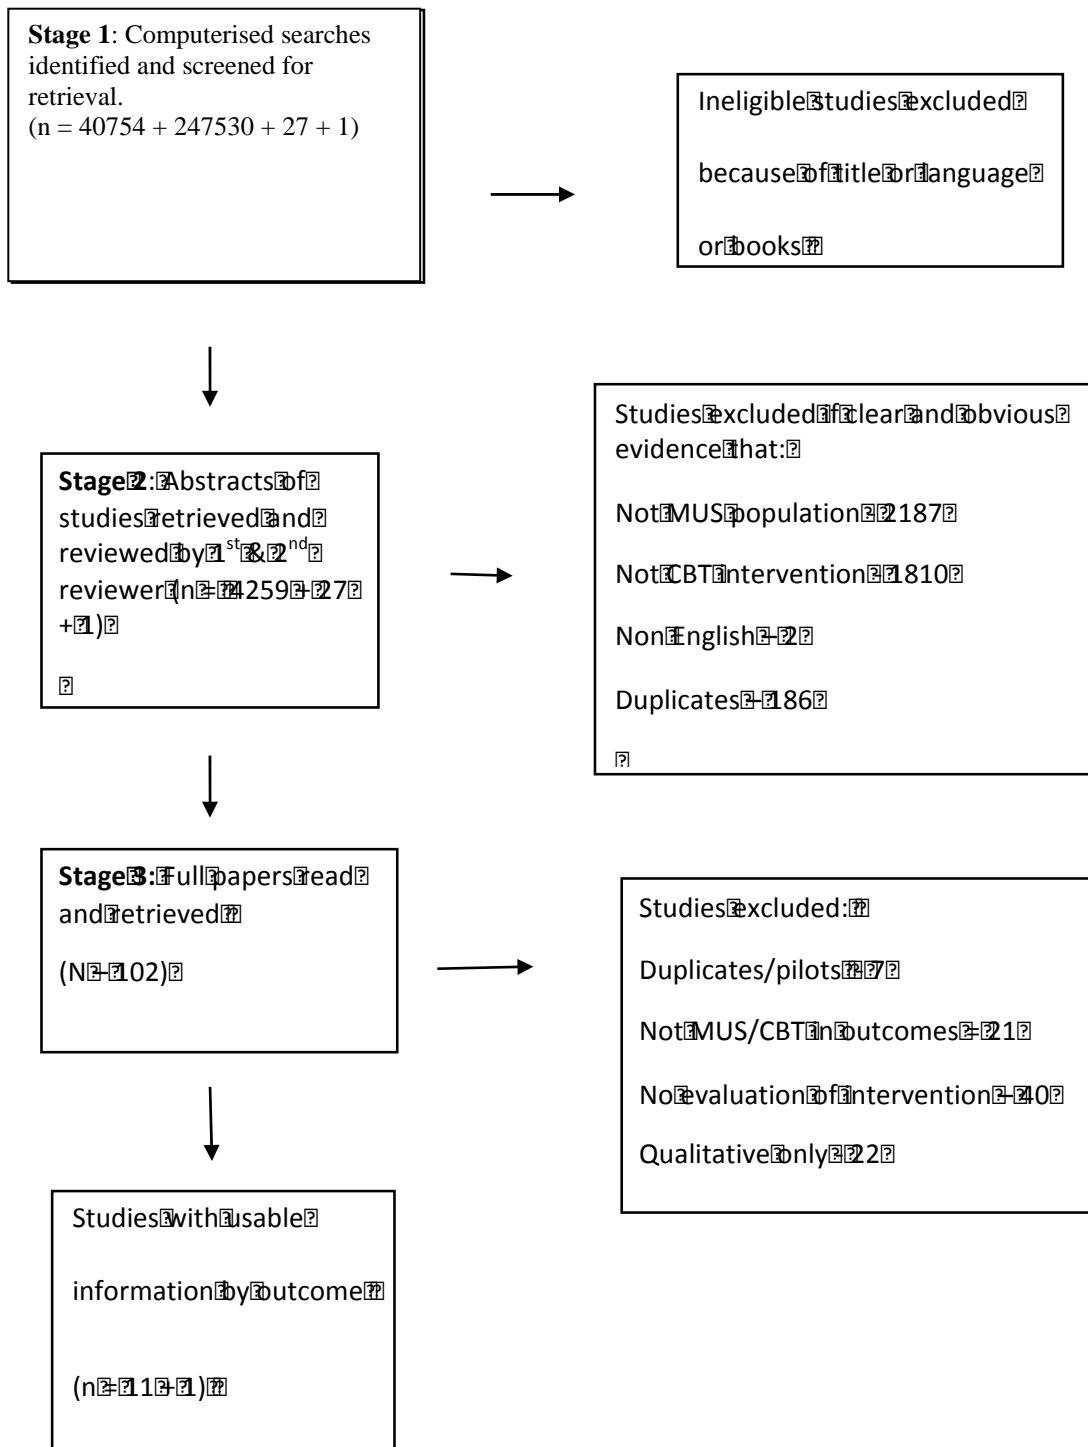 Stage 1: Computerised searches
identified and screened for
retrieval.
(n = 40754 + 247530 + 27 + 1)
Ineligible studies excluded
because of title or language
or books
Stage 2: Abstracts of
studies retrieved and
reviewed by 1st & 2nd
reviewer (n = 4259 + 27
+ 1)
Studies excluded if clear and obvious
evidence that:
Not MUS population - 2187
Not CBT intervention - 1810
Non English – 2
Duplicates – 186
Stage 3: Full papers read
and retrieved
(N – 102)
Studies excluded:
Duplicates/pilots - 7
Not MUS/CBT in outcomes = 21
No evaluation of intervention – 40
Qualitative only - 22
Studies with usable
information by outcome
(n = 11 + 1)